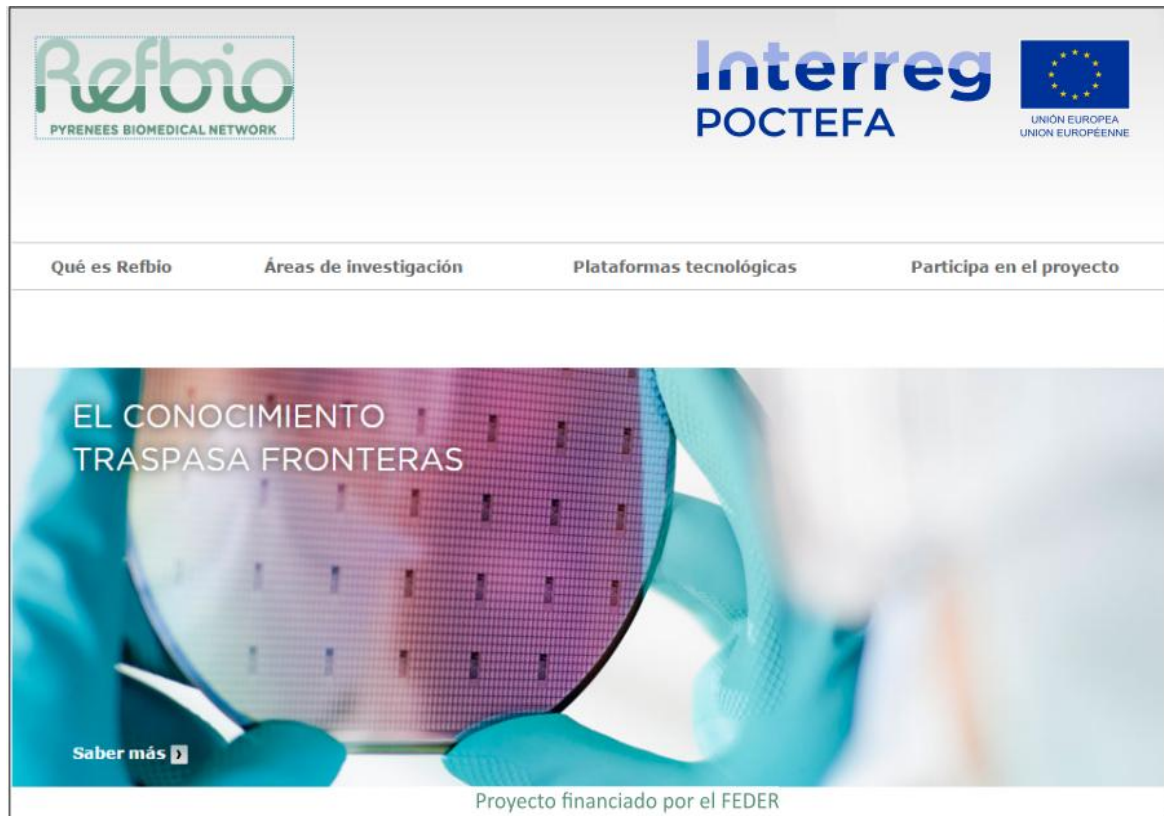 Refbio
PYRENEES BIOMEDICAL NETWORK
Interreg
POCTEFA
UNIÓN EUROPEA
UNION EUROPÉENNE
Qué es Refbio
Áreas de investigación
Plataformas tecnológicas
Participa en el proyecto
EL CONOCIMIENTO
TRASPASA FRONTERAS
Saber más
Proyecto financiado por el FEDER